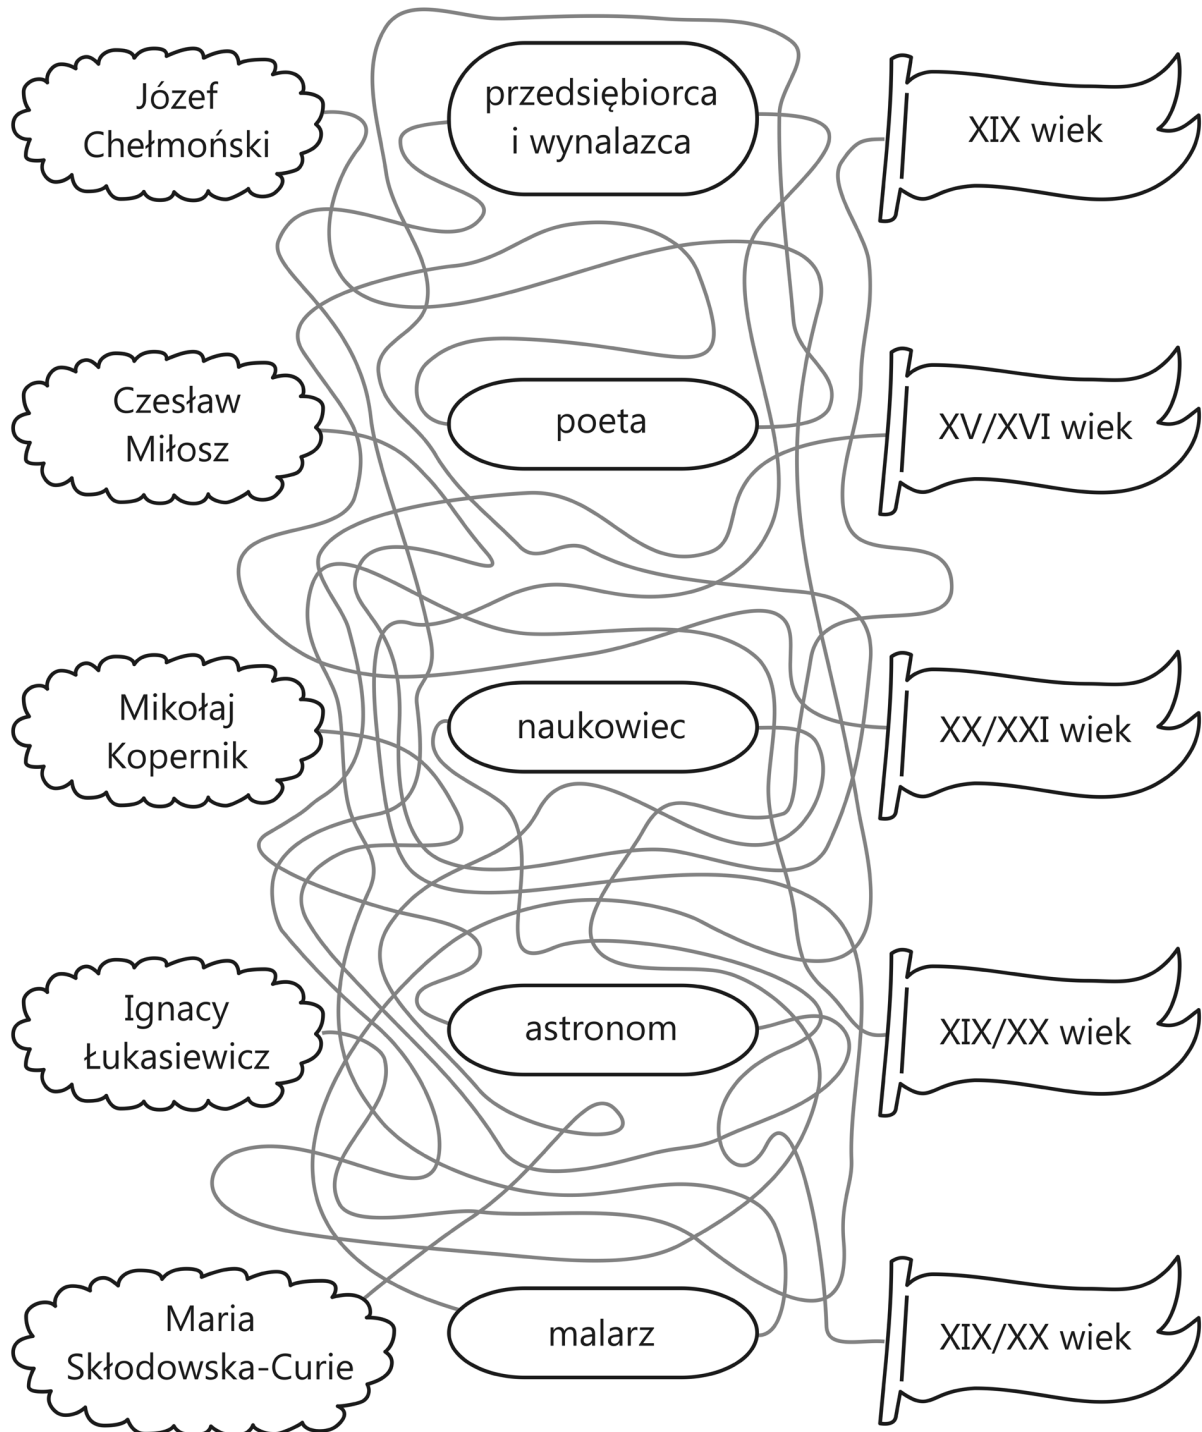 Józef
Chełmoński
przedsiębiorca
i wynalazca
XIX wiek
Czesław
Miłosz
poeta
XV/XVI wiek
Mikołaj
Kopernik
naukowiec
XX/XXI wiek
Ignacy
Łukasiewicz
astronom
XIX/XX wiek
Maria
Skłodowska-Curie
malarz
XIX/XX wiek